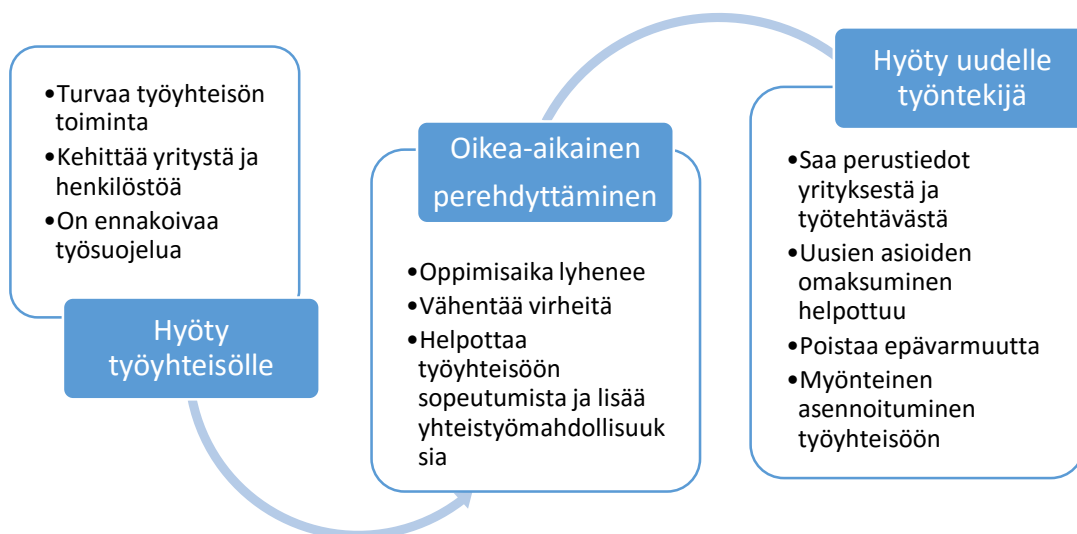 •Turvaa työyhteisön
toiminta
•Kehittää yritystä ja
henkilöstöä
•On ennakoivaa
työsuojelua
Hyöty
työyhteisölle
Oikea-aikainen
perehdyttäminen
•Oppimisaika lyhenee
•Vähentää virheitä
•Helpottaa
työyhteisöön
sopeutumista ja lisää
yhteistyömahdollisuuk
sia
Hyöty uudelle
työntekijä
•Saa perustiedot
yrityksestä ja
työtehtävästä
•Uusien asioiden
omaksuminen
helpottuu
•Poistaa epävarmuutta
•Myönteinen
asennoituminen
työyhteisöön